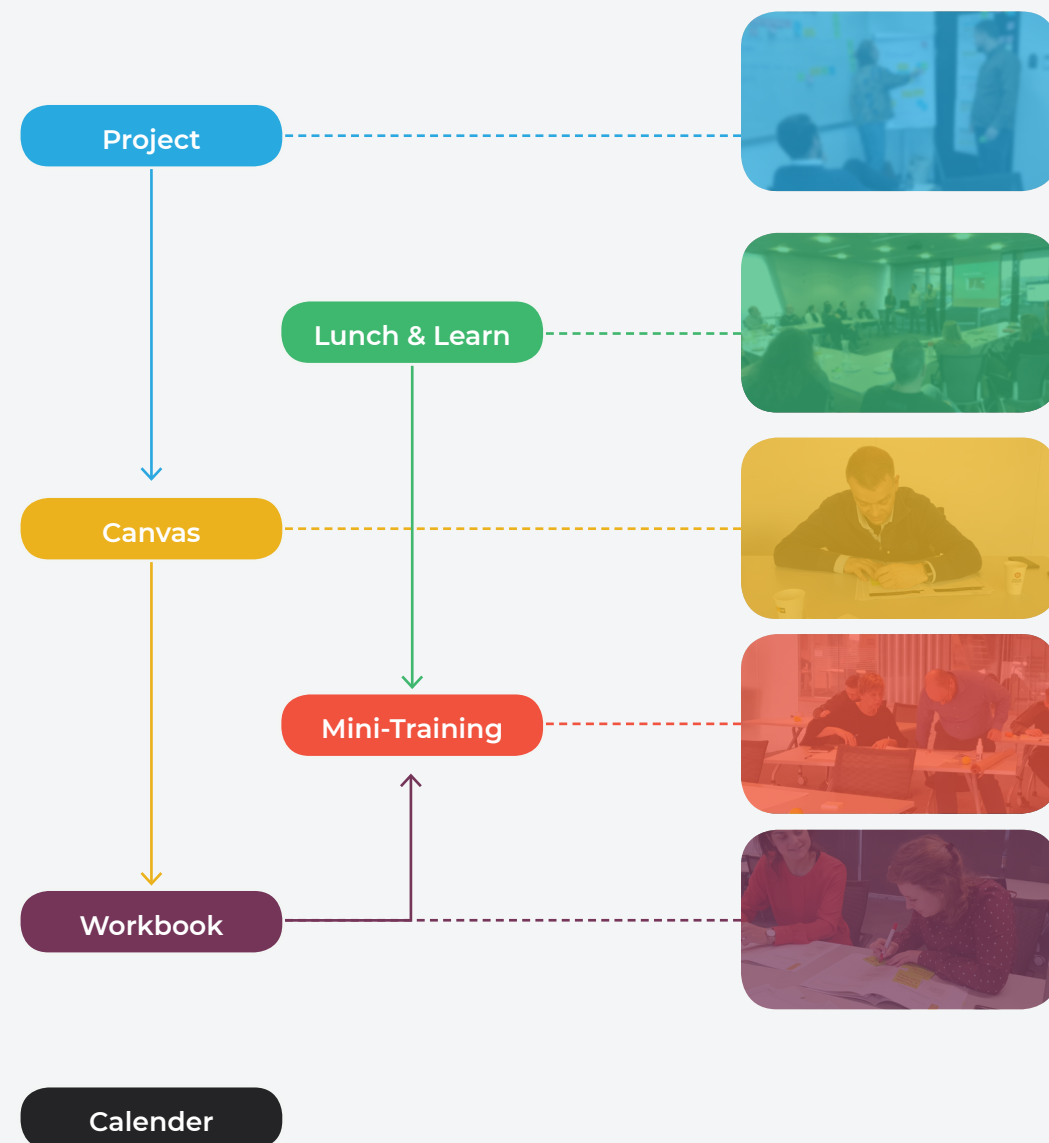 Project
Lunch & Learn
Canvas
Mini-Training
Workbook
Calender